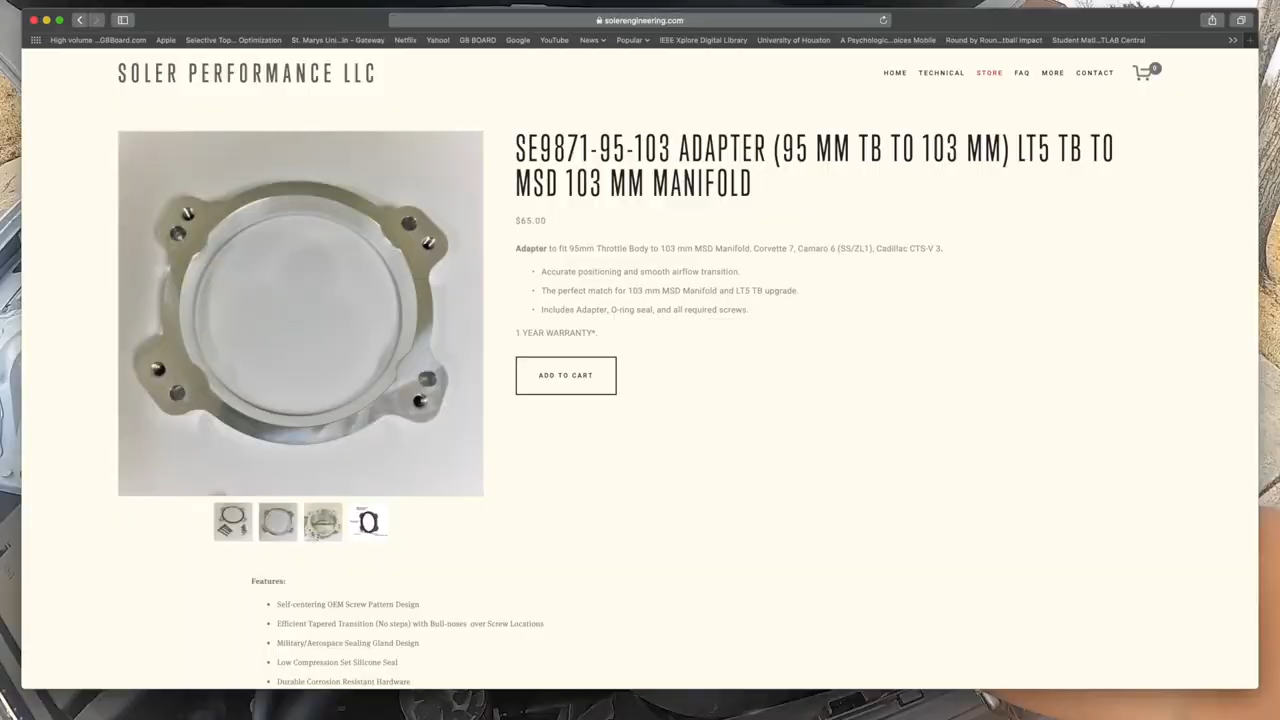 solerengineering.com
High volume ...GBBoard.com Apple Selective Top... Optimization St. Marys Uni...in - Gateway Netflix Yahoo! GB BOARD Google YouTube News Popular IEEE Xplore Digital Library University of Houston A Psychologic...oices Mobile Round by Roun...tball Impact Student Matl...TLAB Central
SOLER PERFORMANCE LLC
HOME TECHNICAL STORE FAQ MORE CONTACT 0
SE9871-95-103 ADAPTER (95 MM TB TO 103 MM) LT5 TB TO
MSD 103 MM MANIFOLD
$65.00
Adapter to fit 95mm Throttle Body to 103 mm MSD Manifold. Corvette 7, Camaro 6 (SS/ZL1), Cadillac CTS-V 3.
• Accurate positioning and smooth airflow transition.
• The perfect match for 103 mm MSD Manifold and LT5 TB upgrade.
• Includes Adapter, O-ring seal, and all required screws.
1 YEAR WARRANTY*.
ADD TO CART
Features:
• Self-centering OEM Screw Pattern Design
• Efficient Tapered Transition (No steps) with Bull-noses over Screw Locations
• Military/Aerospace Sealing Gland Design
• Low Compression Set Silicone Seal
• Durable Corrosion Resistant Hardware